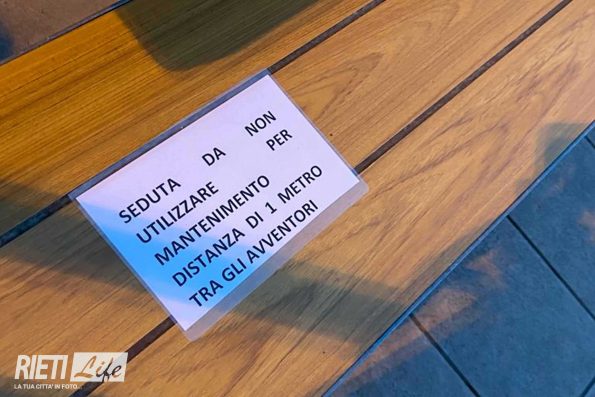 SEDUTA DA NON
UTILIZZARE PER
MANTENIMENTO
DISTANZA DI 1 METRO
TRA GLI AVVENTORI
RIETI Life
LA TUA CITTA' IN FOTO...